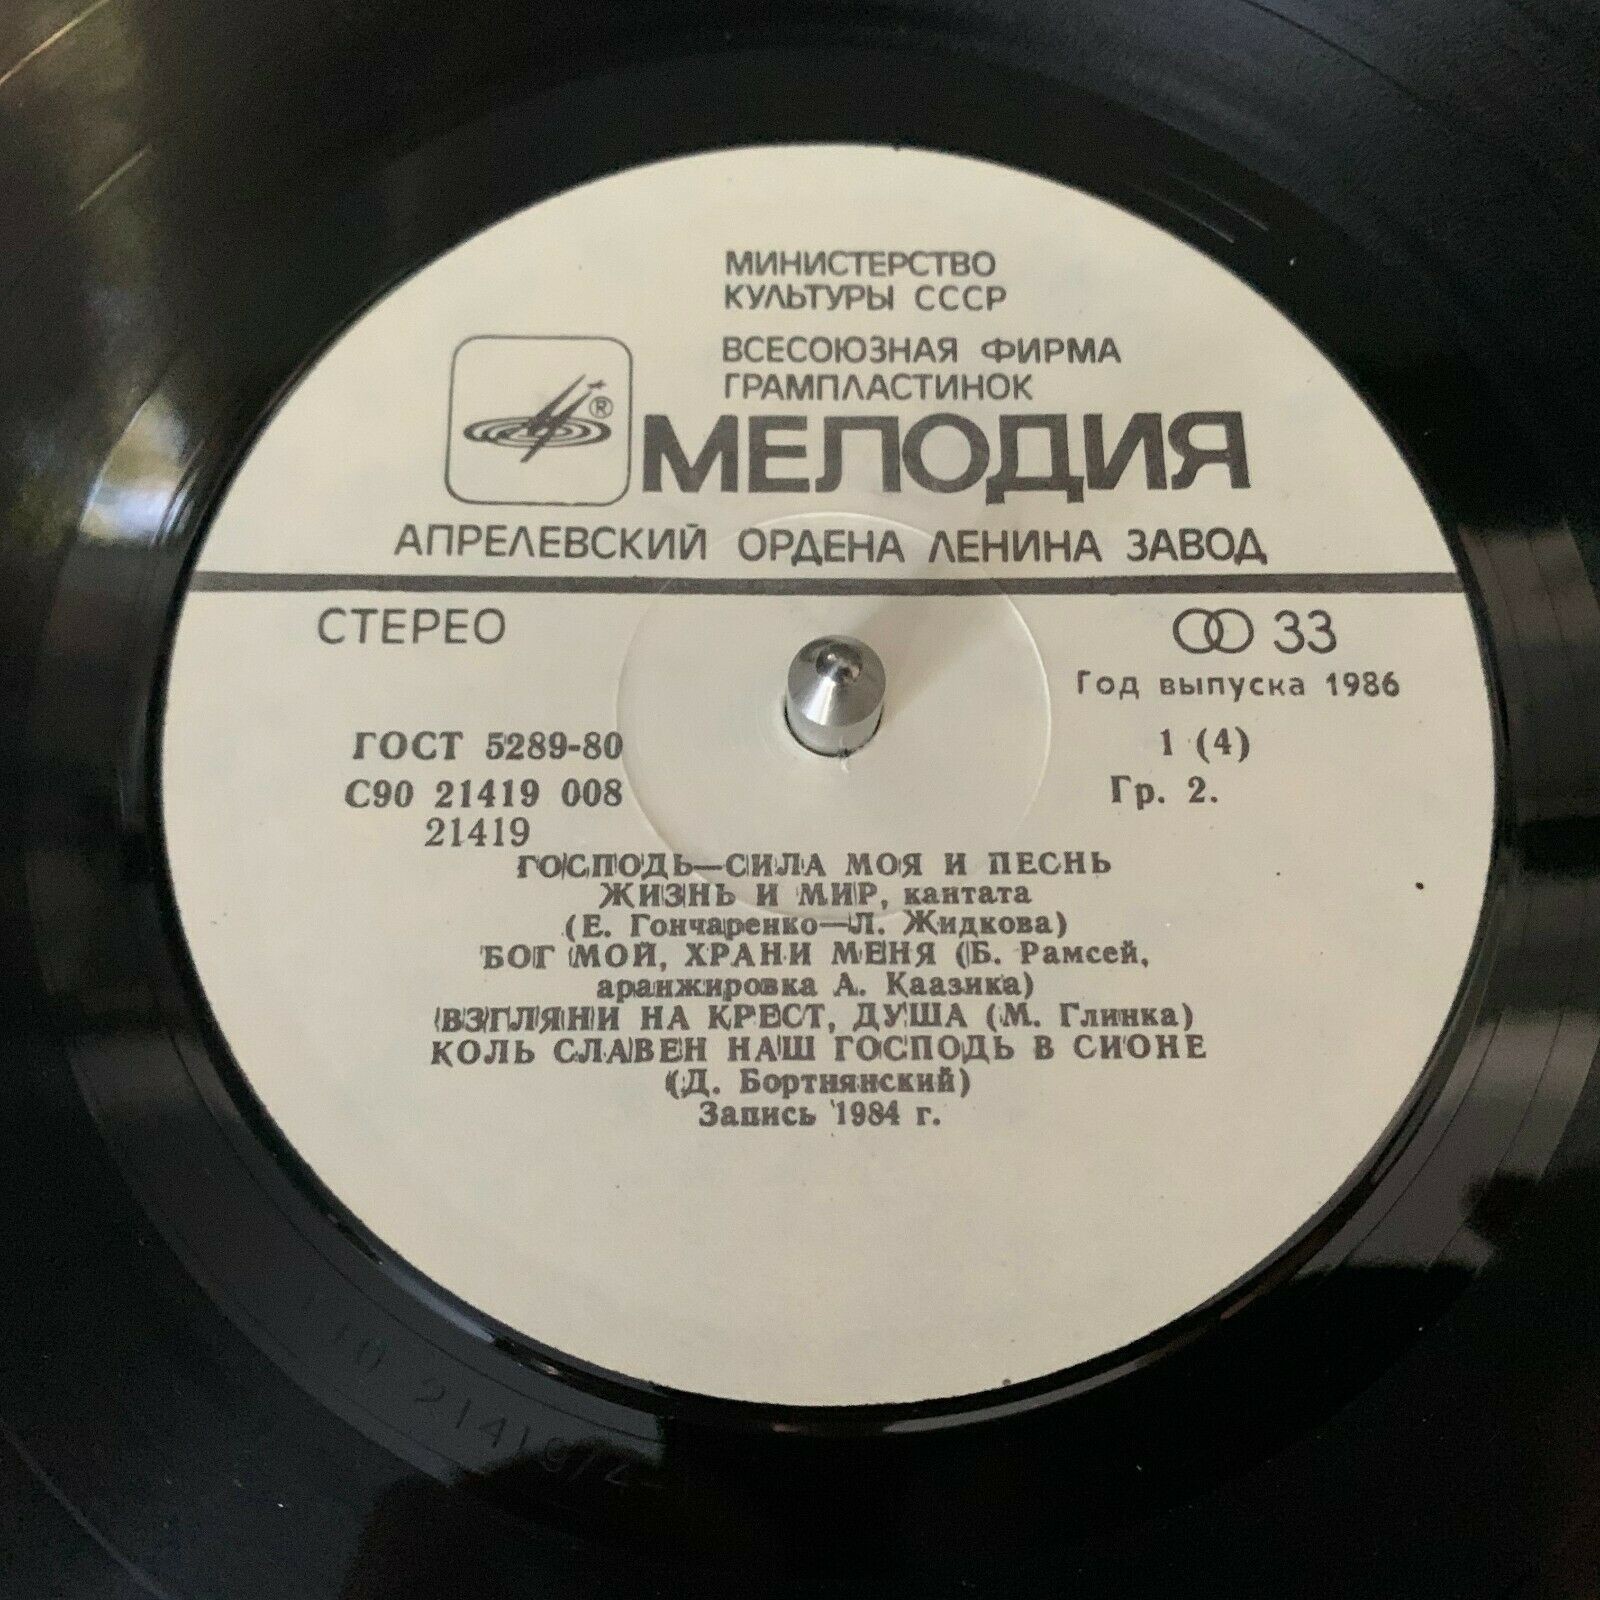 МИНИСТЕРСТВО
КУЛЬТУРЫ СССР
ВСЕСОЮЗНАЯ ФИРМА
ГРАМПЛАСТИНОК
® МЕЛОДИЯ
АПРЕЛЕВСКИЙ ОРДЕНА ЛЕНИНА ЗАВОД
СТЕРЕО 33
Год выпуска 1986
ГОСТ 5289-80 1 (4)
С90 21419 008 Гр. 2.
21419
ГОСПОДЬ—СИЛА МОЯ И ПЕСНЬ
ЖИЗНЬ И МИР, кантата
(Е. Гончаренко—Л. Жидкова)
БОГ МОЙ, ХРАНИ МЕНЯ (Б. Рамсей,
аранжировка А. Каазика)
ВЗГЛЯНИ НА КРЕСТ, ДУША (М. Глинка)
КОЛЬ СЛАВЕН НАШ ГОСПОДЬ В СИОНЕ
(Д. Бортнянский)
Запись 1984 г.